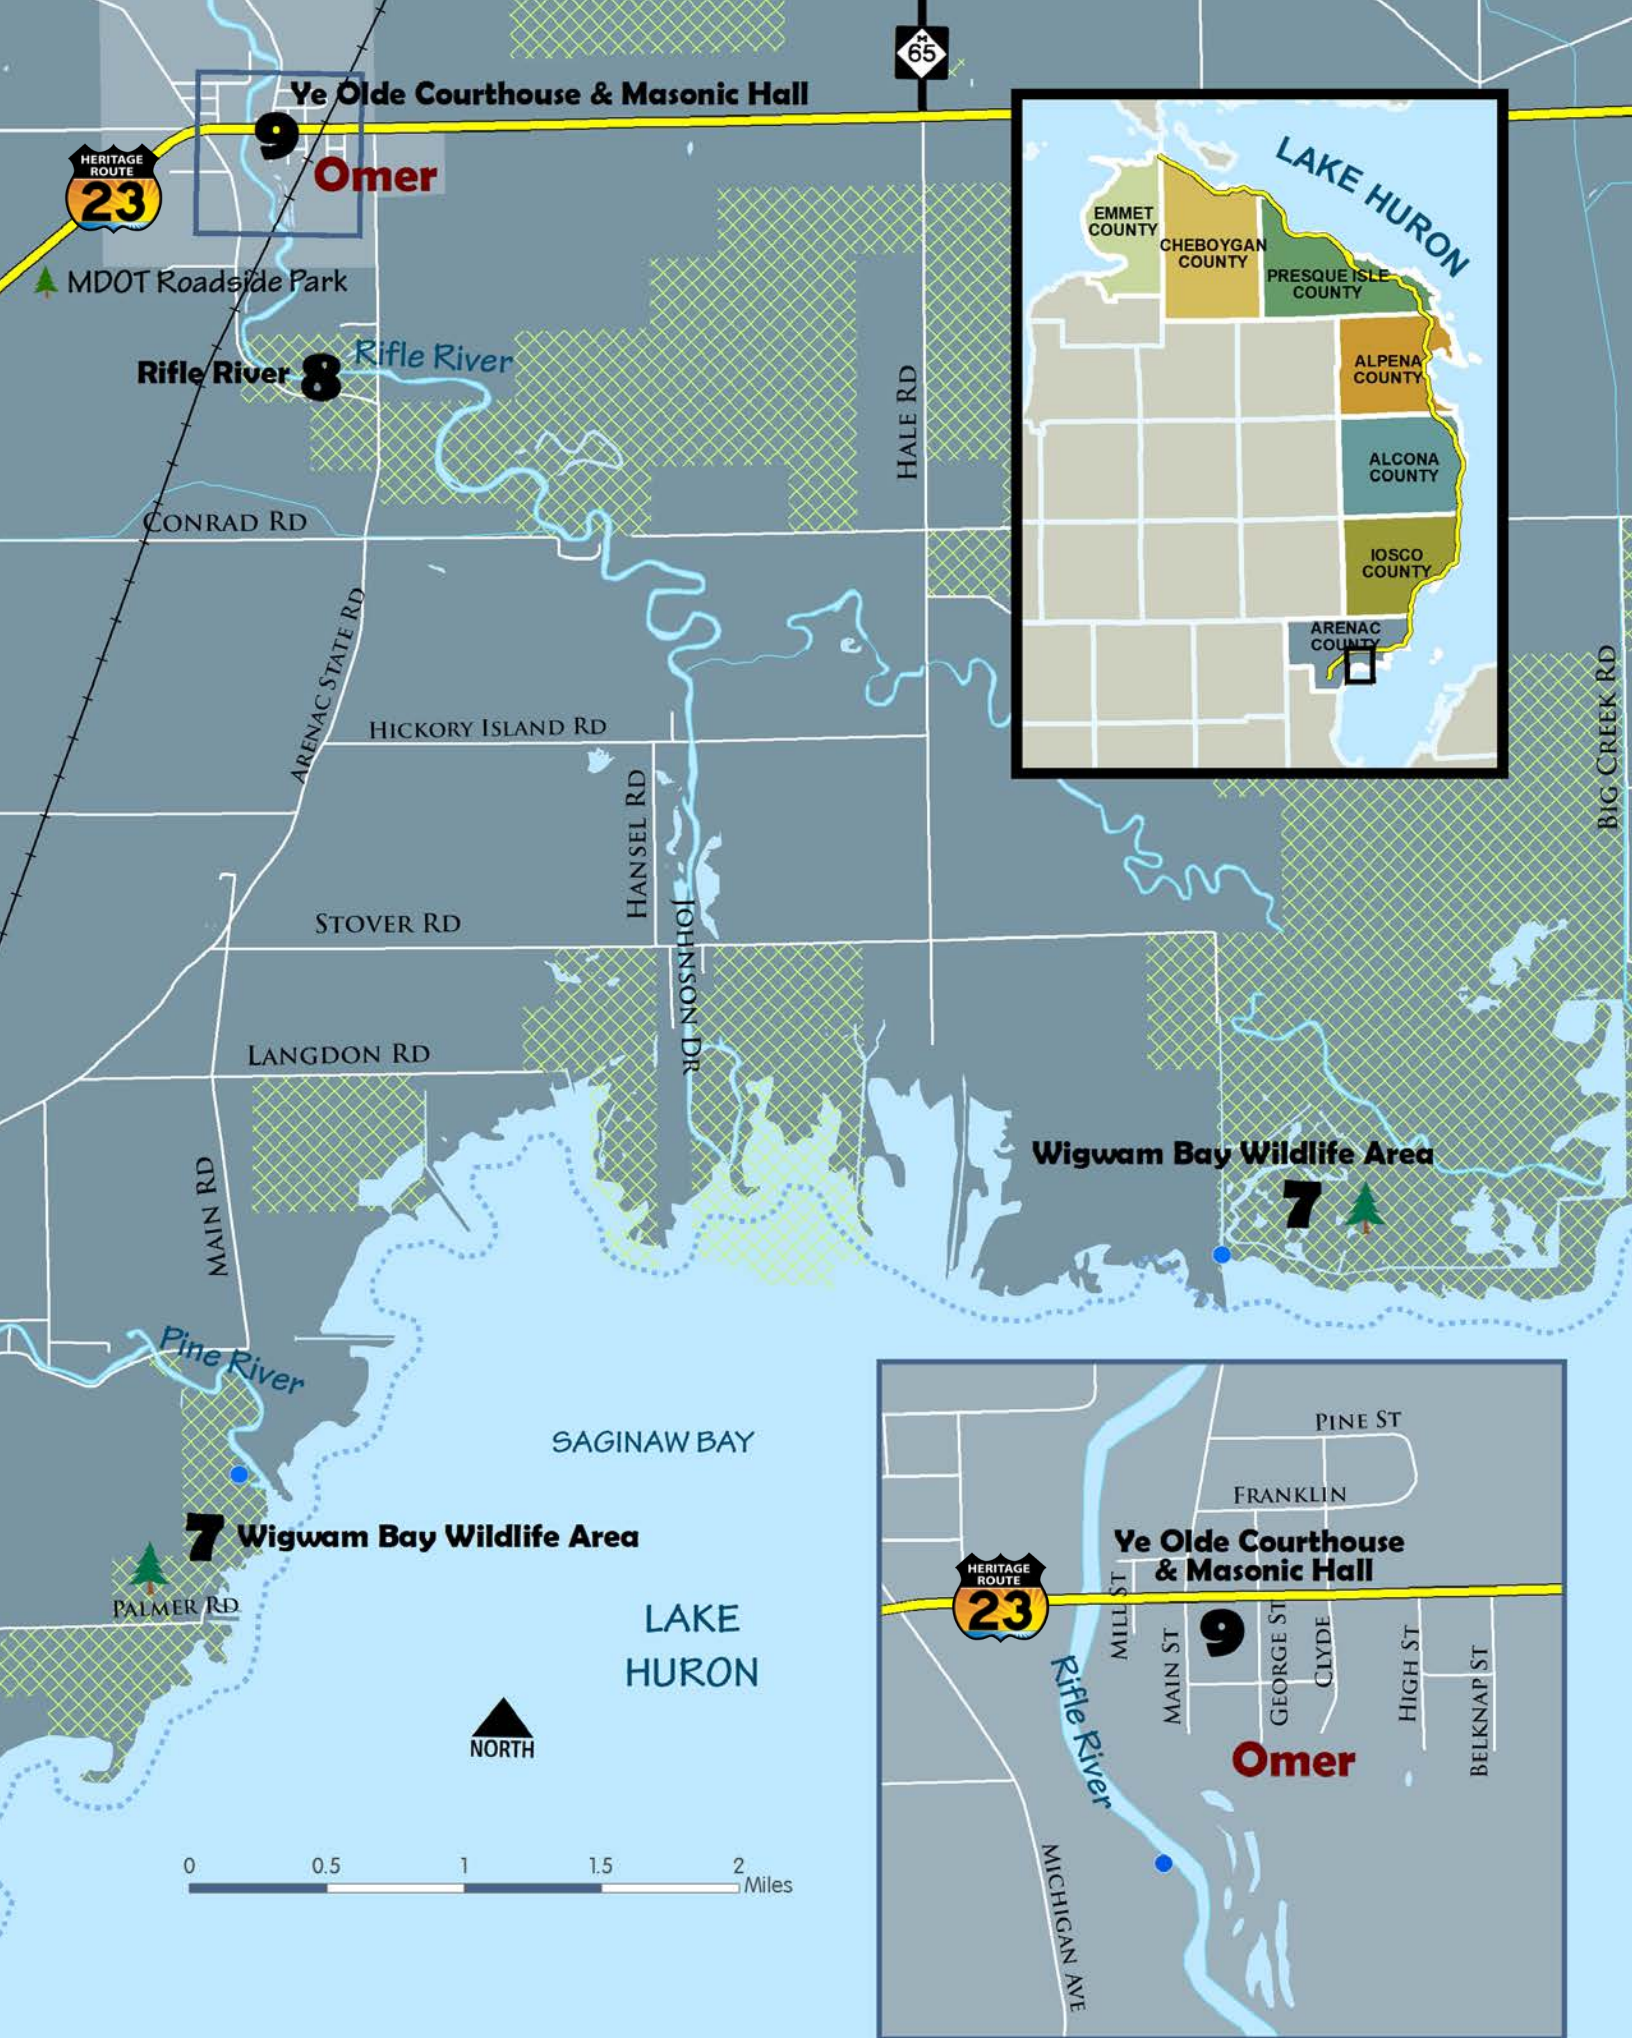 M
65
Ye Olde Courthouse & Masonic Hall
9
HERITAGE
ROUTE
23
Omer
MDOT Roadside Park
Rifle River
8
Rifle River
HALE RD
CONRAD RD
ARENAC STATE RD
HICKORY ISLAND RD
HANSEL RD
JOHNSON DR
STOVER RD
LANGDON RD
MAIN RD
BIG CREEK RD
LAKE HURON
EMMET
COUNTY
CHEBOYGAN
COUNTY
PRESQUE ISLE
COUNTY
ALPENA
COUNTY
ALCONA
COUNTY
IOSCO
COUNTY
ARENAC
COUNTY
Wigwam Bay Wildlife Area
7
Pine River
SAGINAW BAY
7
Wigwam Bay Wildlife Area
PALMER RD
LAKE
HURON
NORTH
0 0.5 1 1.5 2
Miles
PINE ST
FRANKLIN
Ye Olde Courthouse
& Masonic Hall
HERITAGE
ROUTE
23
9
MILL ST
MAIN ST
GEORGE ST
CLYDE
HIGH ST
BELKNAP ST
Rifle River
Omer
MICHIGAN AVE